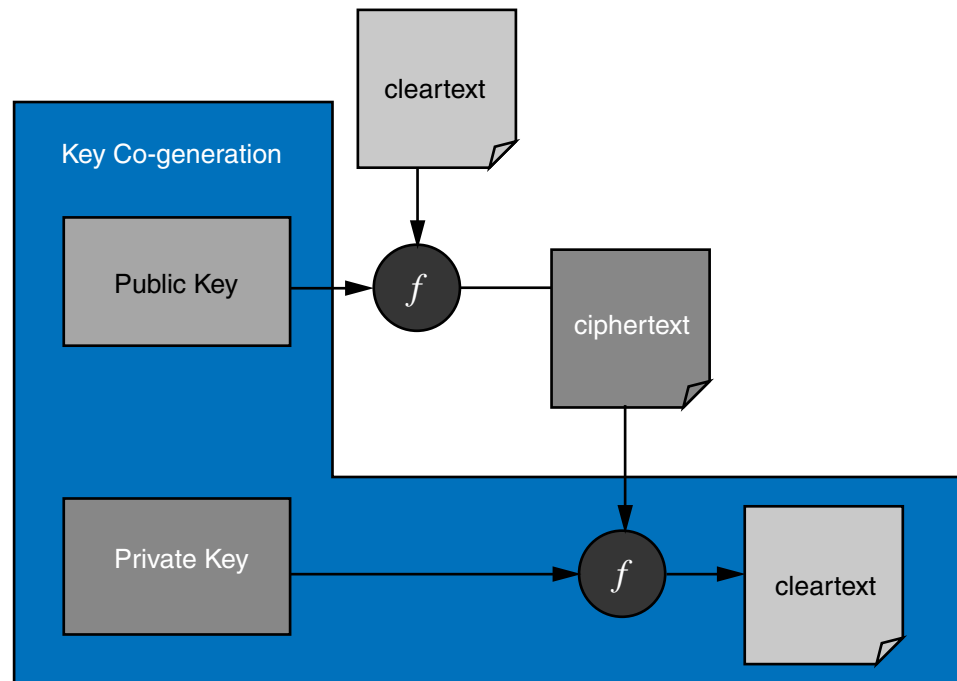 cleartext
Key Co-generation
Public Key
f
ciphertext
Private Key
f
cleartext